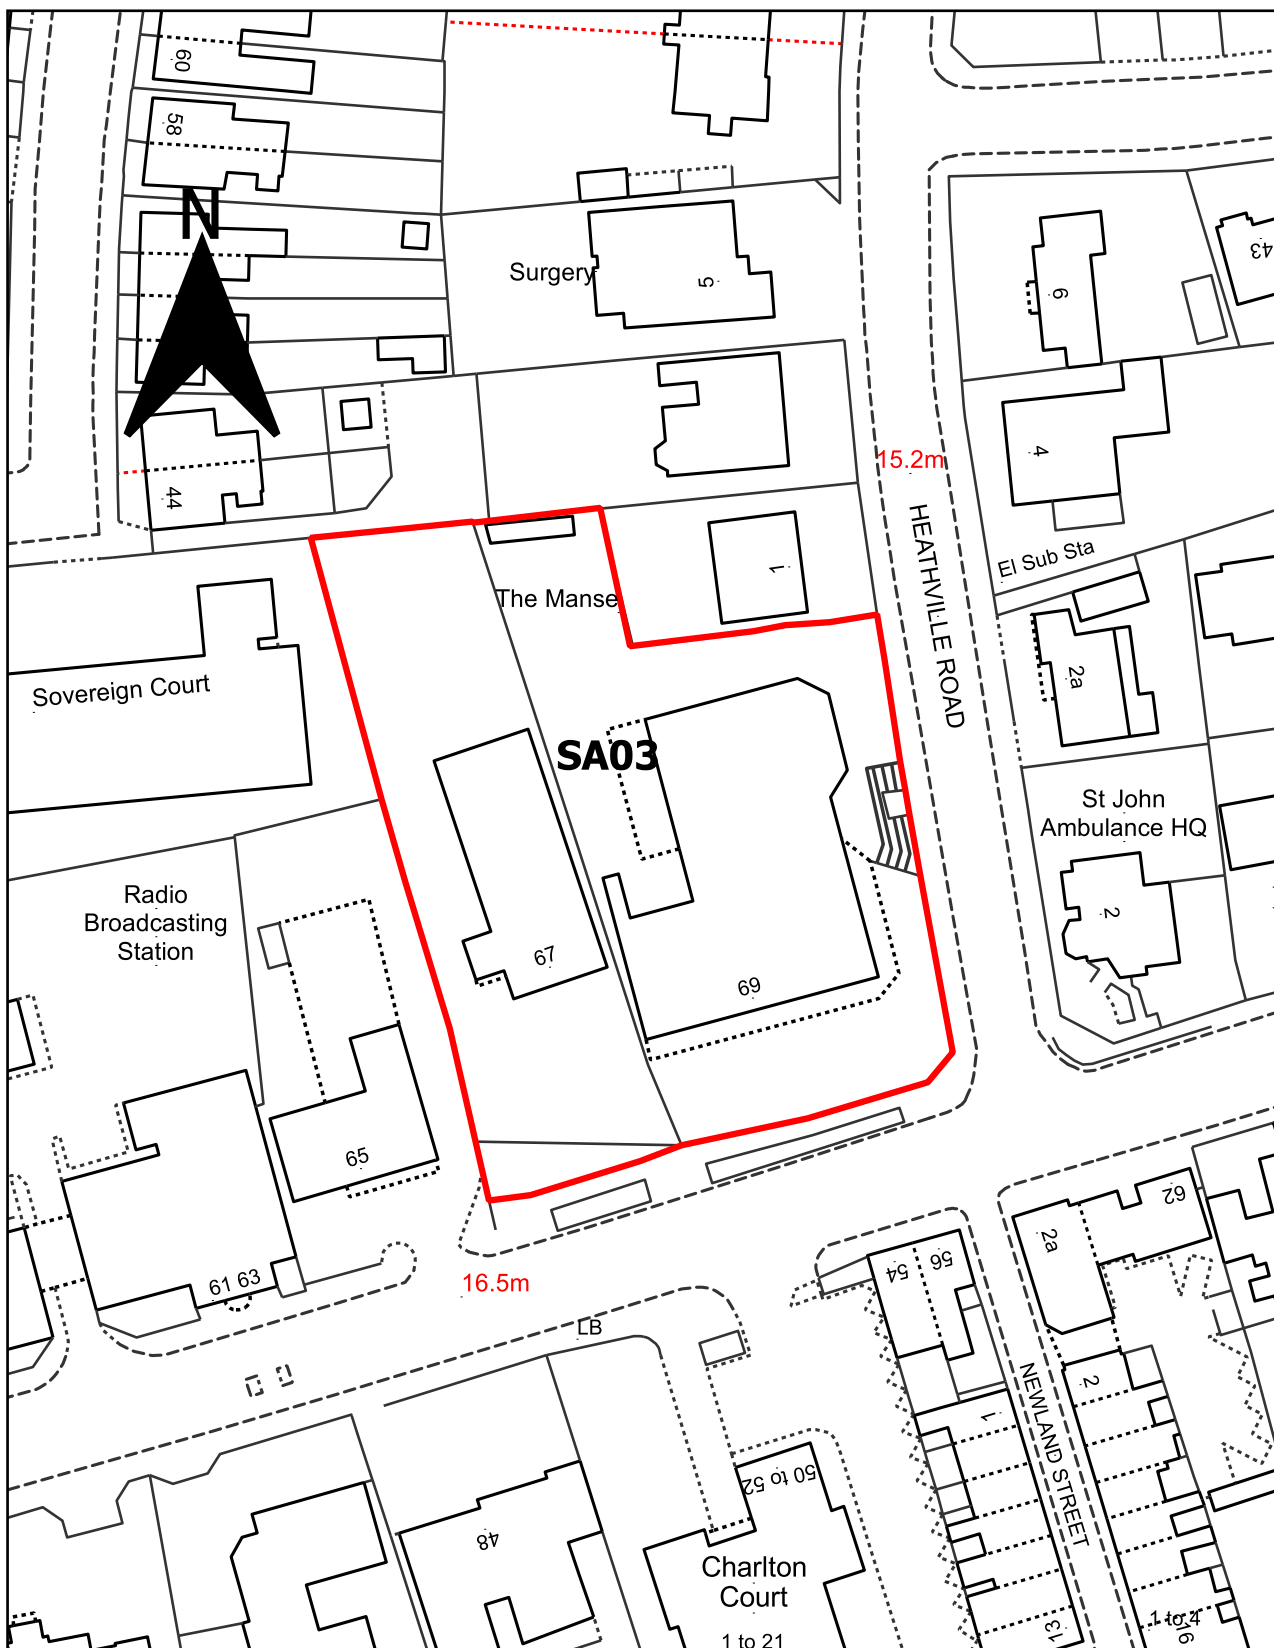 60
58
N
Surgery
5
6
43
4
44
15.2m
HEATHVILLE ROAD
El Sub Sta
1
The Manse
2a
Sovereign Court
SA03
St John
Ambulance HQ
Radio
Broadcasting
Station
2
67
69
65
62
2a
61 63
56
54
16.5m
LB
2
NEWLAND STREET
1
50 to 52
48
Charlton
Court
1 to 21
13
1 to 4
16